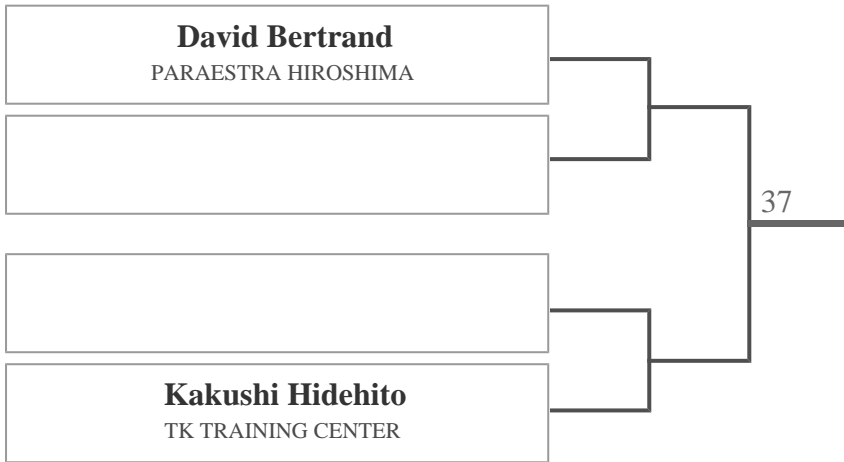 David Bertrand
PARAESTRA HIROSHIMA
37
Kakushi Hidehito
TK TRAINING CENTER